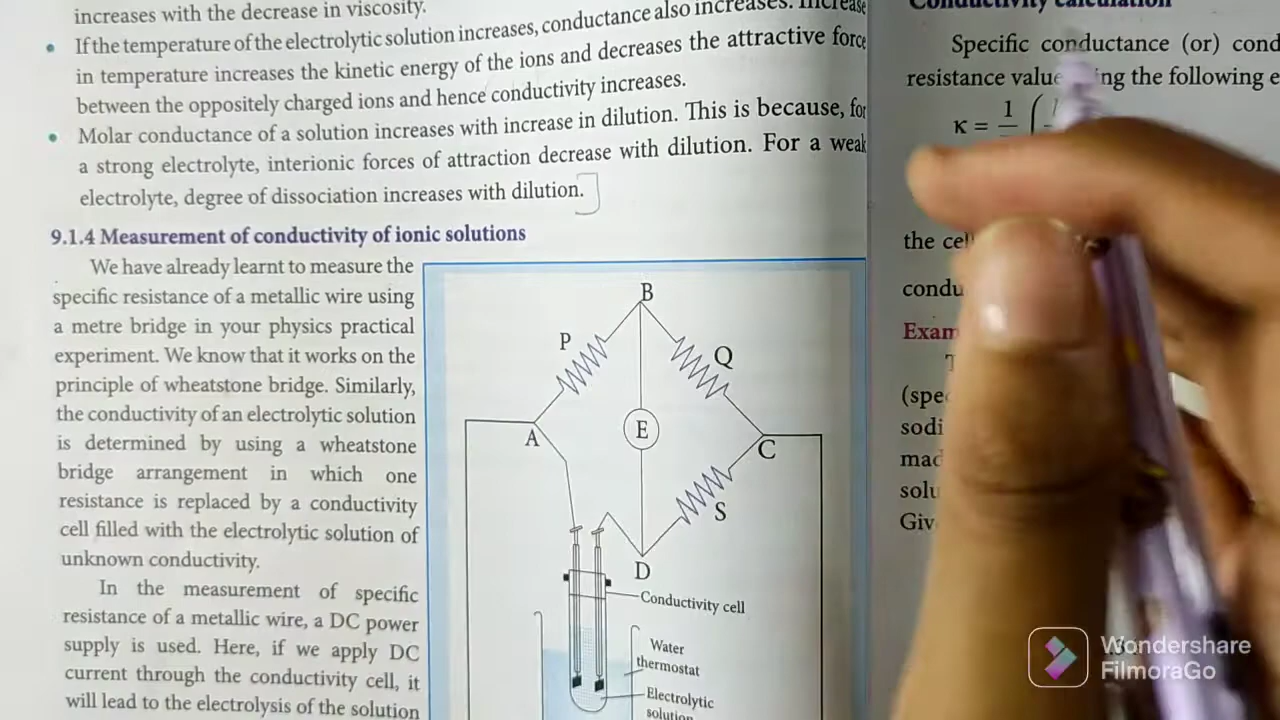 increases with the decrease in viscosity.
• If the temperature of the electrolytic solution increases, conductance also increases. Increase
in temperature increases the kinetic energy of the ions and decreases the attractive force
between the oppositely charged ions and hence conductivity increases.
• Molar conductance of a solution increases with increase in dilution. This is because, for
a strong electrolyte, interionic forces of attraction decrease with dilution. For a weak
electrolyte, degree of dissociation increases with dilution.
9.1.4 Measurement of conductivity of ionic solutions
We have already learnt to measure the
specific resistance of a metallic wire using
a metre bridge in your physics practical
experiment. We know that it works on the
principle of wheatstone bridge. Similarly,
the conductivity of an electrolytic solution
is determined by using a wheatstone
bridge arrangement in which one
resistance is replaced by a conductivity
cell filled with the electrolytic solution of
unknown conductivity.
In the measurement of specific
resistance of a metallic wire, a DC power
supply is used. Here, if we apply DC
current through the conductivity cell, it
will lead to the electrolysis of the solution
B
P
Q
E
A
C
S
D
Conductivity cell
Water
thermostat
Electrolytic
solution
Conductivity calculation
Specific conductance (or)
resistance value the following
κ = 1
the
Wondershare
FilmoraGo